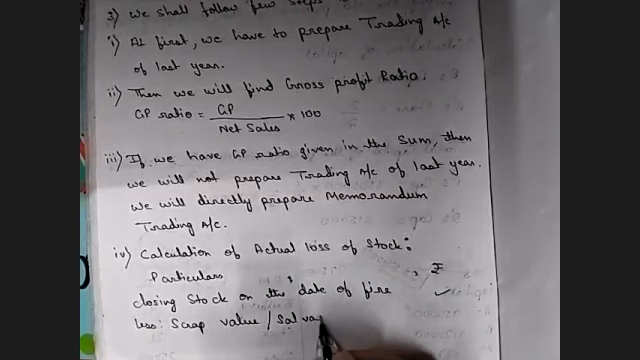 3) We shall follow few steps
i) At first, we have to prepare Trading A/c
of last year.
ii) Then we will find Gross profit Ratio.
GP ratio = GP / Net Sales × 100
iii) If we have GP ratio given in the sum, then
we will not prepare Trading A/c of last year.
We will directly prepare Memorandum
Trading A/c.
iv) Calculation of Actual loss of Stock:
Particulars ₹
closing Stock on the date of fire ✓
less: Scap value / Salva